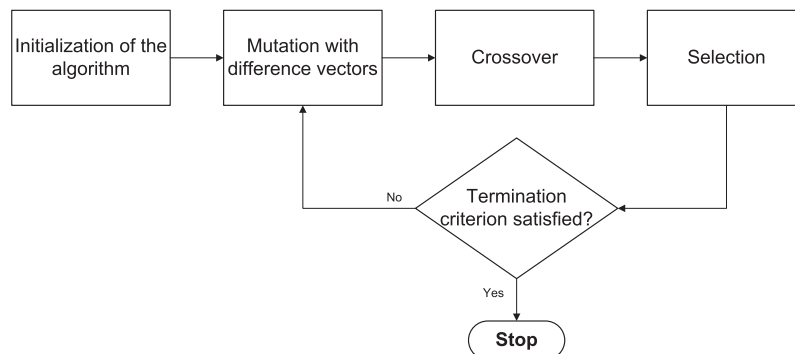 Initialization of the
algorithm
Mutation with
difference vectors
Crossover
Selection
Termination
criterion satisfied?
No
Yes
Stop